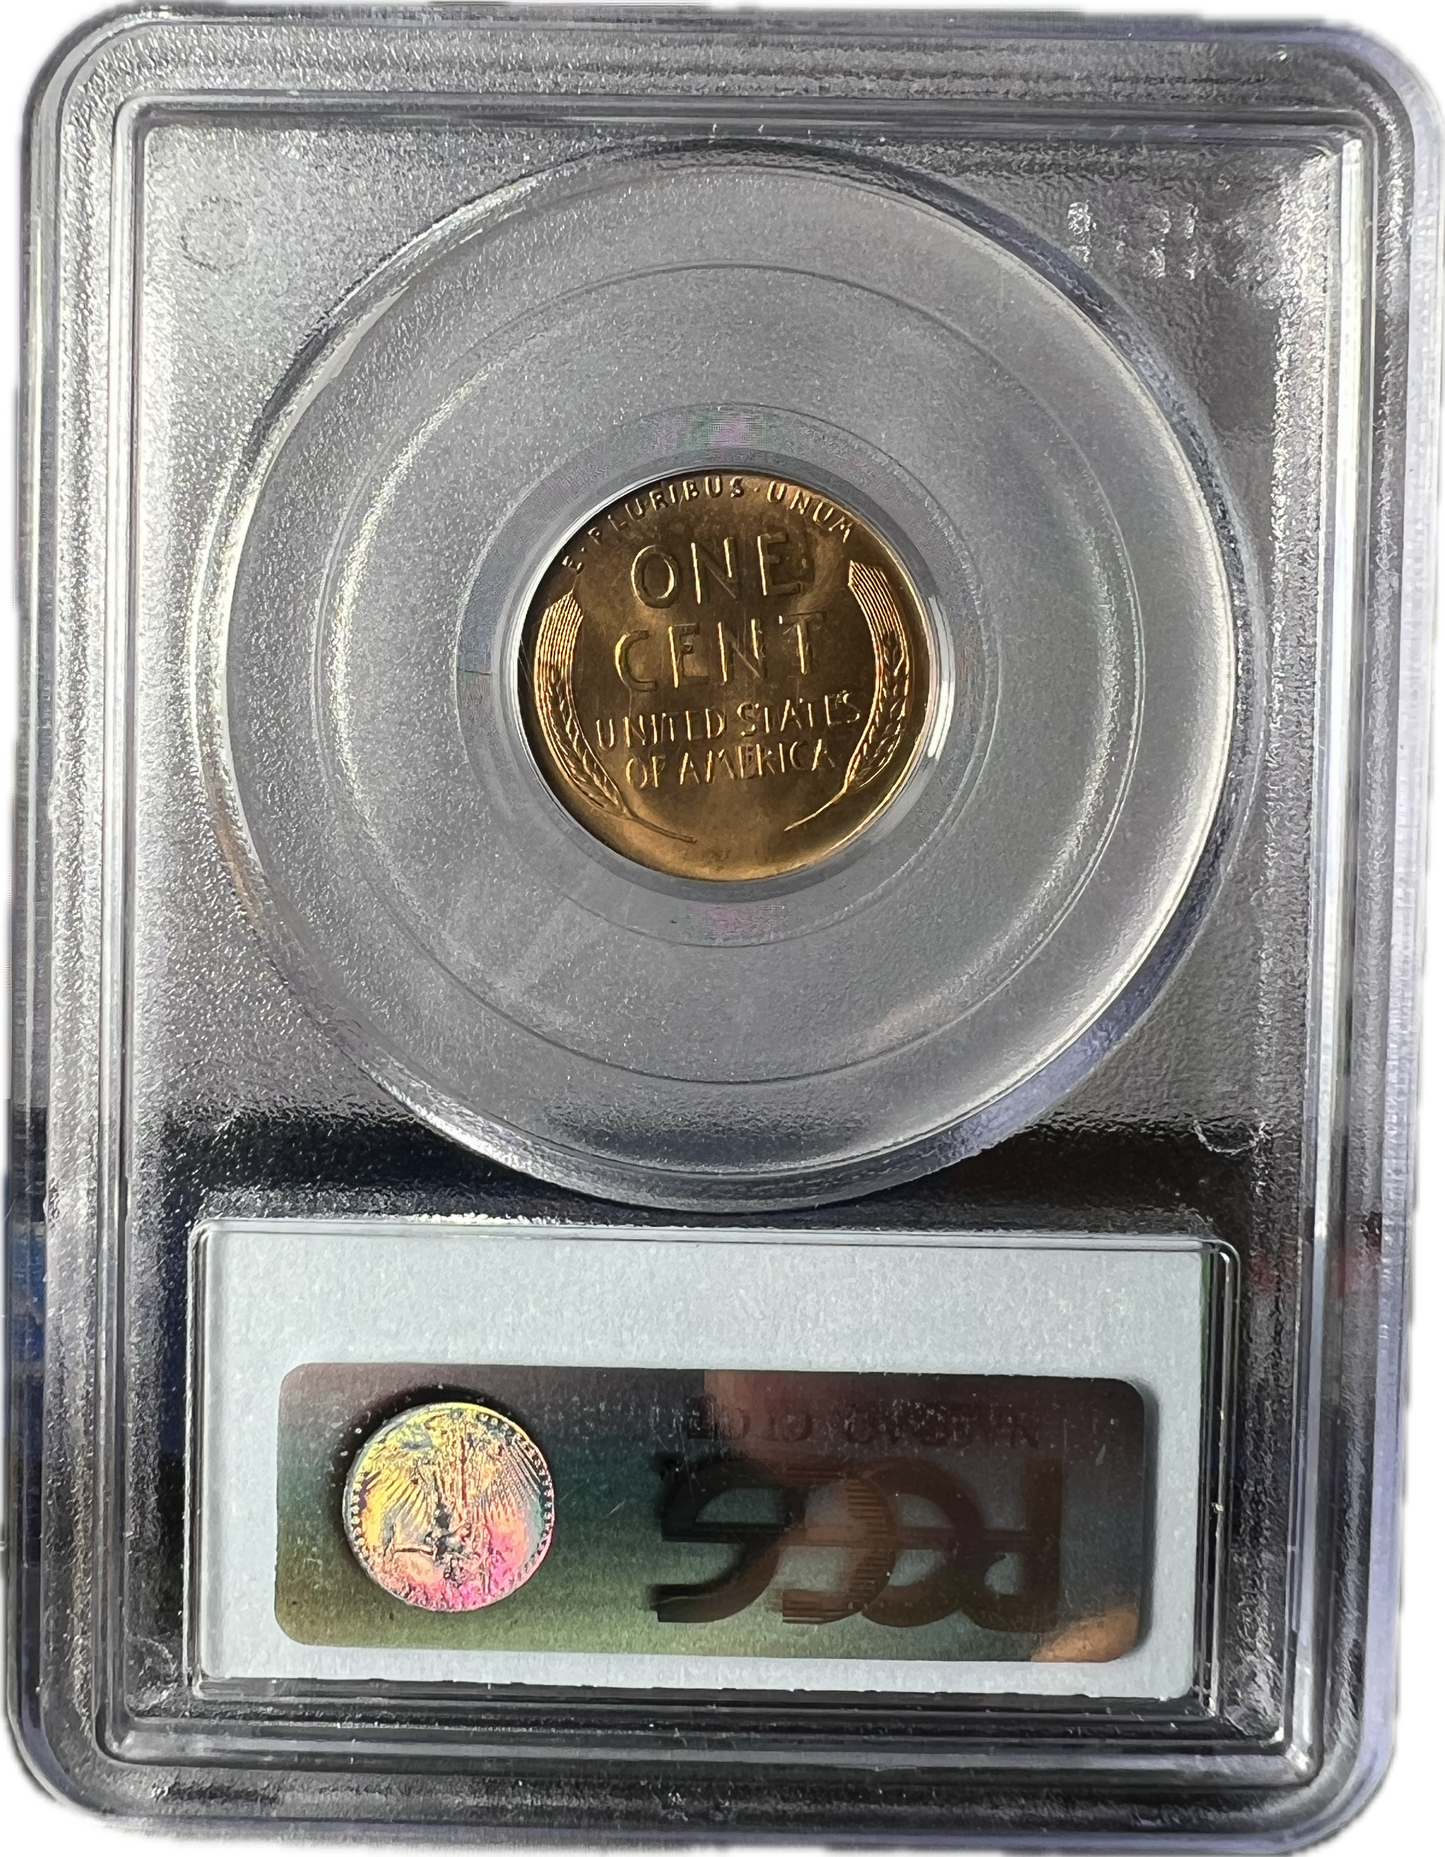 E·PLURIBUS·UNUM
ONE
CENT
UNITED STATES
OF AMERICA
PCGS